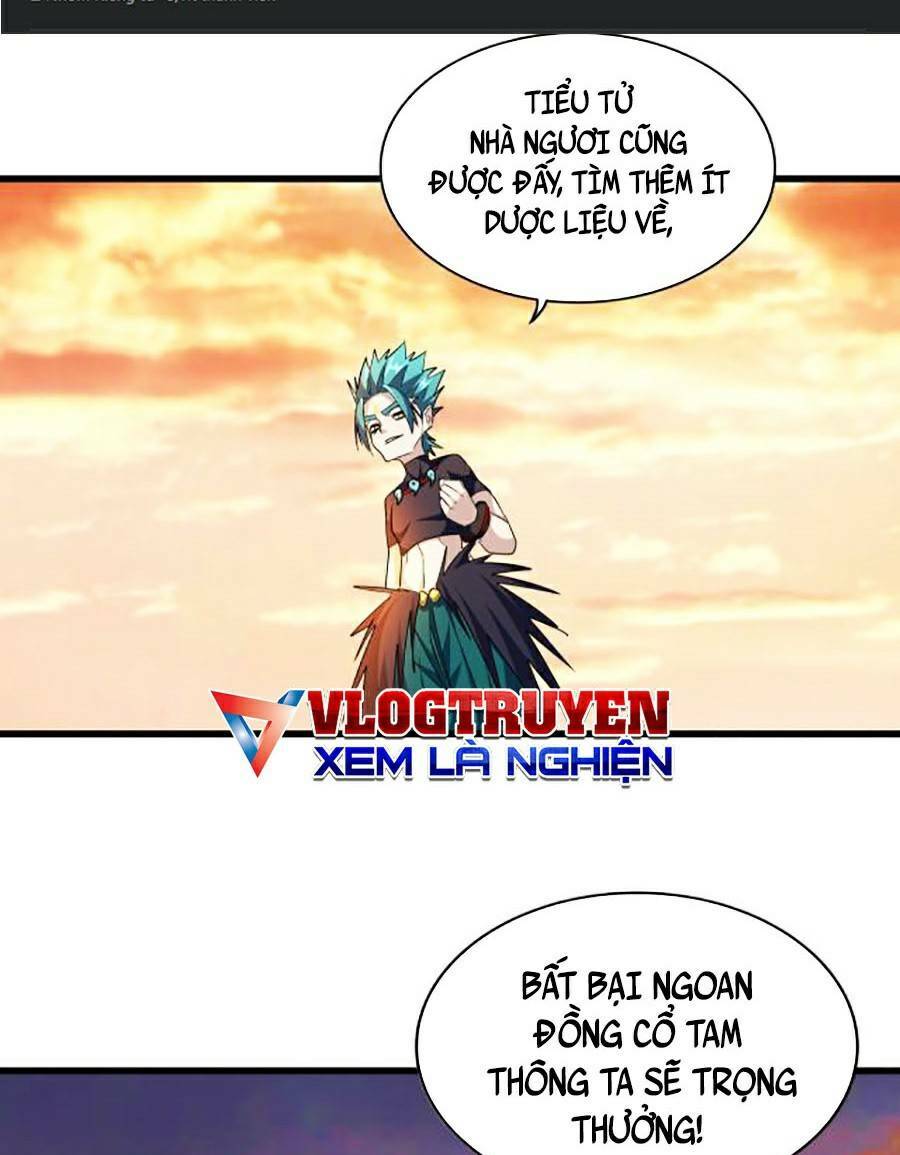 TIỂU TỬ
NHÀ NGƯƠI CŨNG
ĐƯỢC ĐẤY, TÌM THÊM ÍT
DƯỢC LIỆU VỀ,
VLOGTRUYEN
XEM LÀ NGHIỆN
BẤT BẠI NGOAN
ĐỒNG CỔ TAM
THÔNG TA SẼ TRỌNG
THƯỞNG!